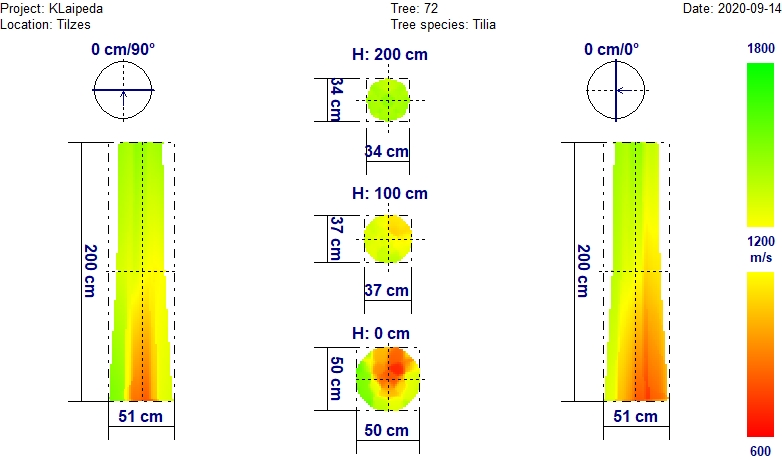 Project: KLaipeda
Tree: 72
Date: 2020-09-14
Location: Tilzes
Tree species: Tilia
0 cm/90°
H: 200 cm
0 cm/0°
1800
34 cm
34 cm
H: 100 cm
37 cm
37 cm
200 cm
200 cm
1200
m/s
H: 0 cm
50 cm
50 cm
51 cm
51 cm
600